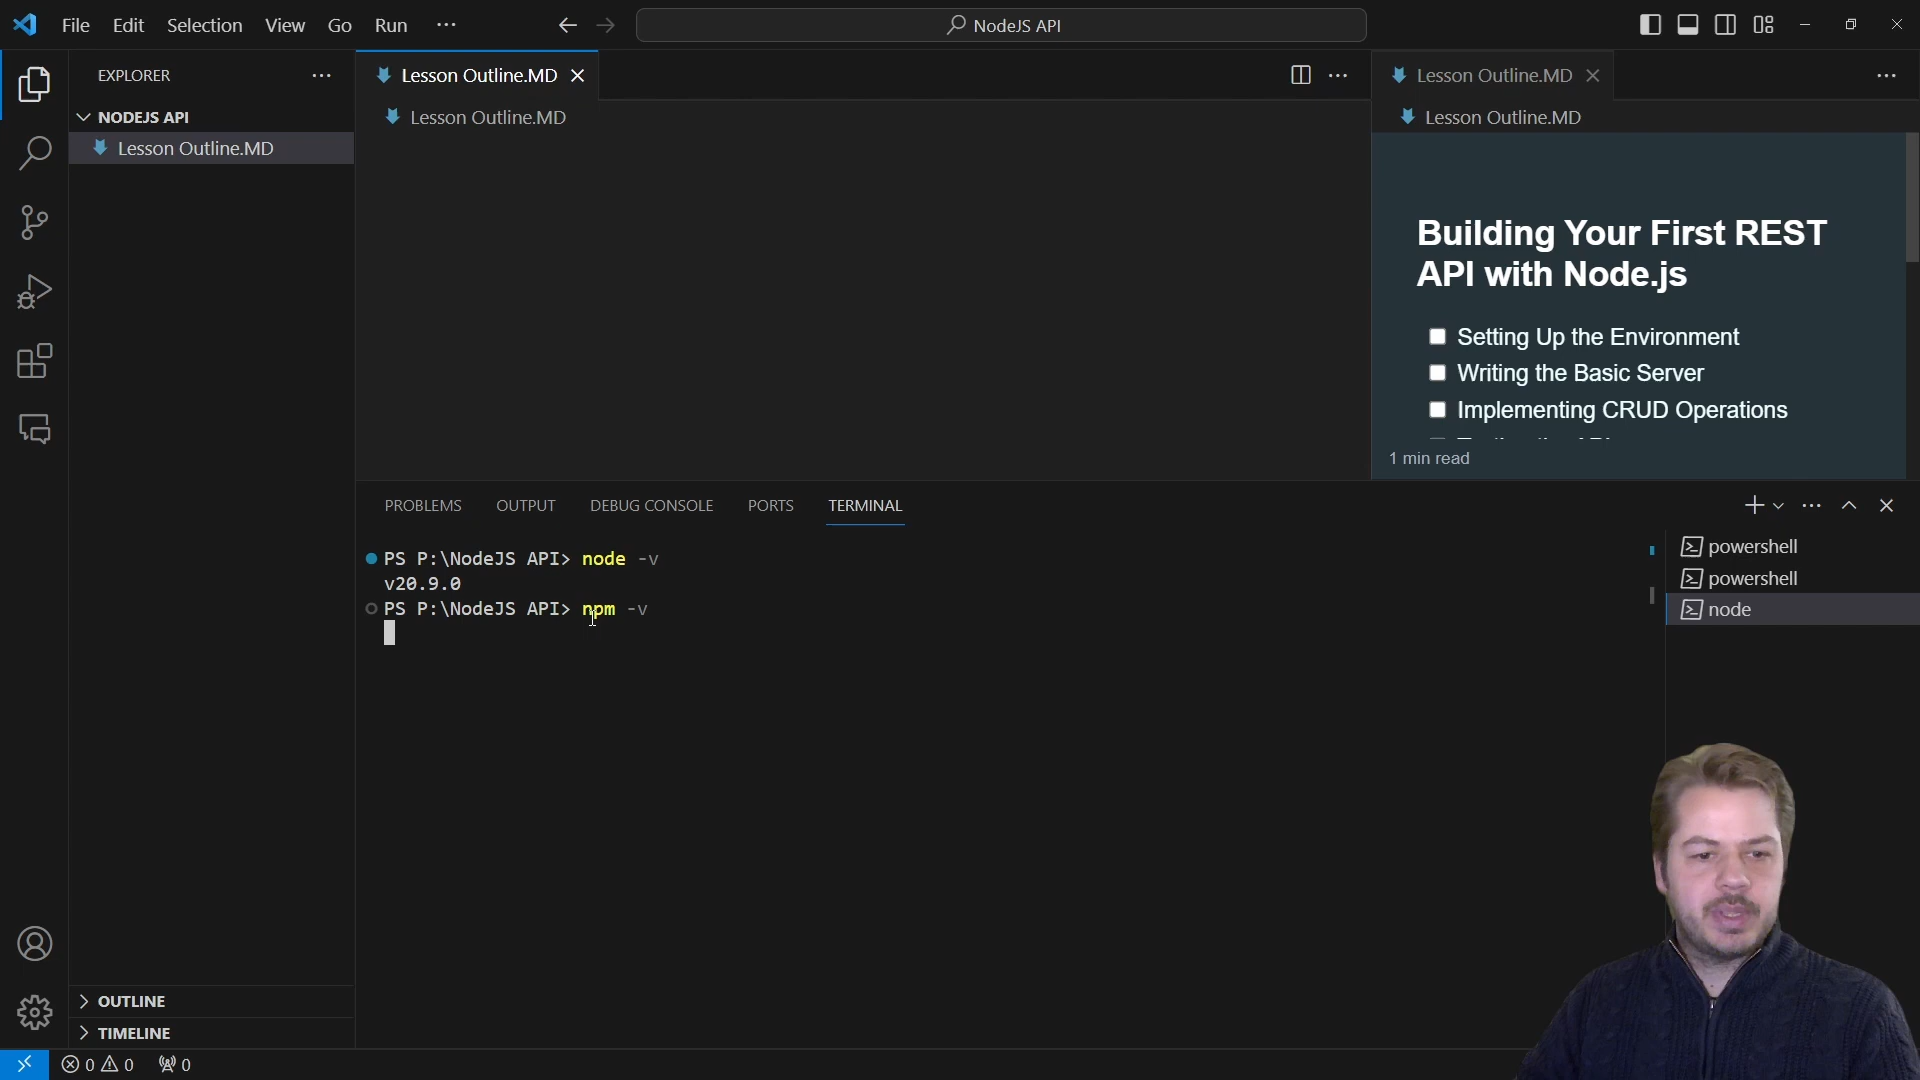 File Edit Selection View Go Run ···
NodeJS API
EXPLORER
NODEJS API
Lesson Outline.MD
OUTLINE
TIMELINE
Lesson Outline.MD
Lesson Outline.MD
Lesson Outline.MD
Lesson Outline.MD
Building Your First REST
API with Node.js
Setting Up the Environment
Writing the Basic Server
Implementing CRUD Operations
1 min read
PROBLEMS OUTPUT DEBUG CONSOLE PORTS TERMINAL
PS P:\NodeJS API> node -v
v20.9.0
PS P:\NodeJS API> npm -v
powershell
powershell
node
0 0 0